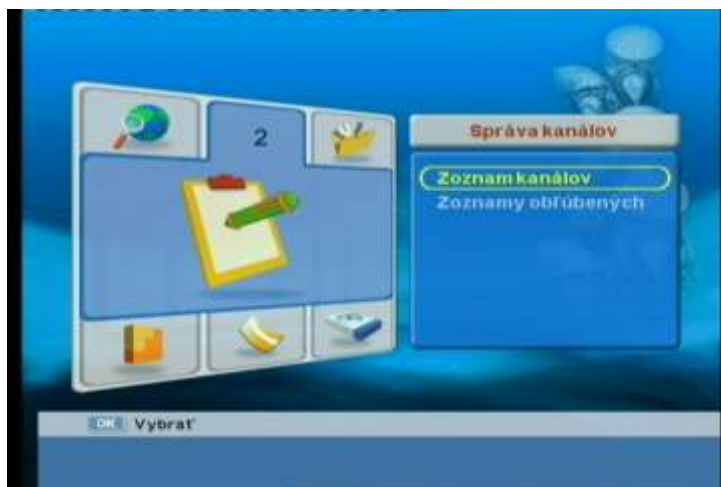 2
Správa kanálov
Zoznam kanálov
Zoznamy obľúbených
OK Vybrať